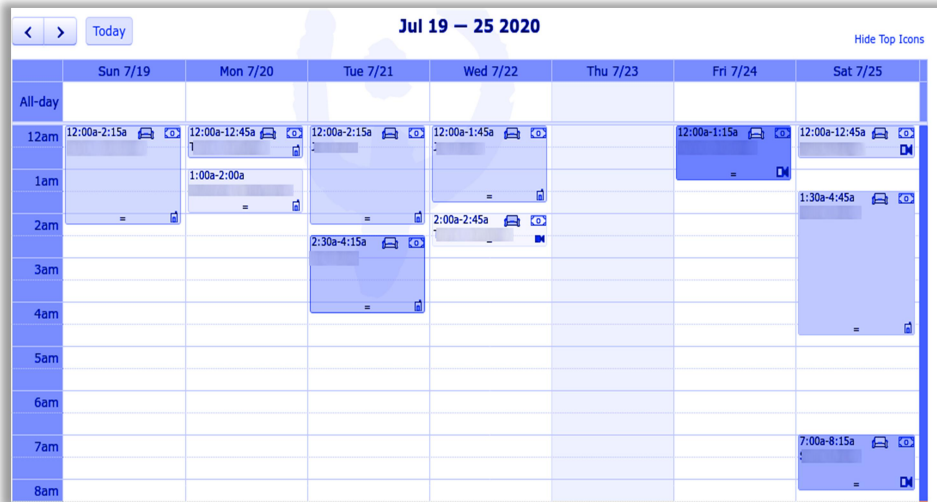 Today
Jul 19 — 25 2020
Hide Top Icons
Sun 7/19 Mon 7/20 Tue 7/21 Wed 7/22 Thu 7/23 Fri 7/24 Sat 7/25
All-day
12am
12:00a-2:15a 12:00a-12:45a 12:00a-2:15a 12:00a-1:45a 12:00a-1:15a 12:00a-12:45a
1am
1:00a-2:00a
1:30a-4:45a
2am
2:00a-2:45a
2:30a-4:15a
3am
4am
5am
6am
7am
7:00a-8:15a
8am